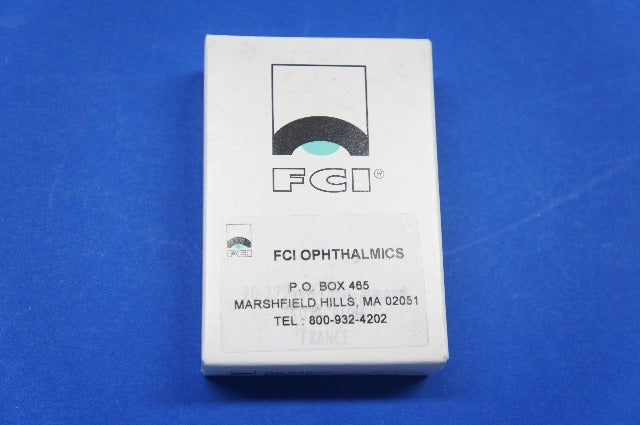 FCI®
FCI
FCI OPHTHALMICS
P.O. BOX 465
MARSHFIELD HILLS, MA 02051
TEL : 800-932-4202
FRANCE